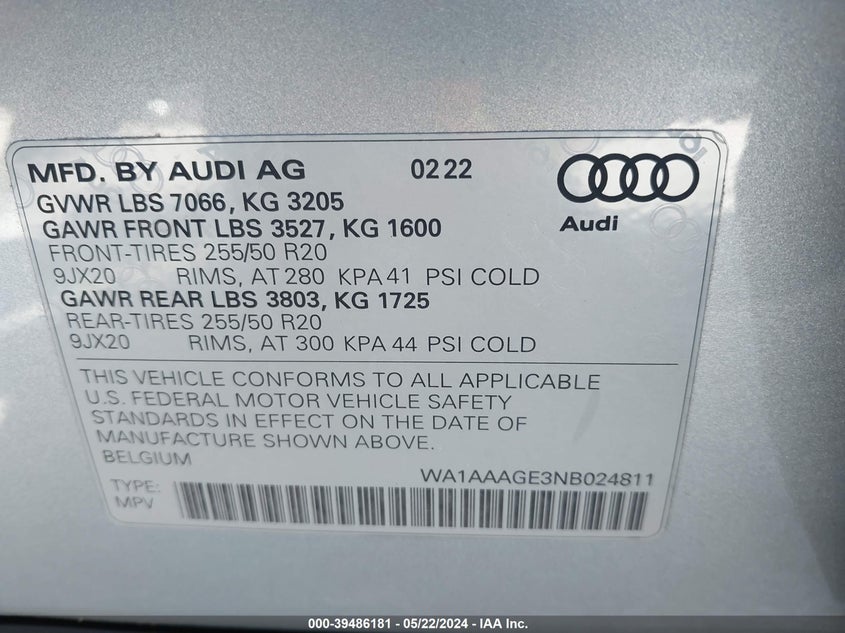 MFD. BY AUDI AG 0222
GVWR LBS 7066, KG 3205
GAWR FRONT LBS 3527, KG 1600
FRONT-TIRES 255/50 R20
9JX20 RIMS, AT 280 KPA 41 PSI COLD
GAWR REAR LBS 3803, KG 1725
REAR-TIRES 255/50 R20
9JX20 RIMS, AT 300 KPA 44 PSI COLD
Audi
THIS VEHICLE CONFORMS TO ALL APPLICABLE
U.S. FEDERAL MOTOR VEHICLE SAFETY
STANDARDS IN EFFECT ON THE DATE OF
MANUFACTURE SHOWN ABOVE.
BELGIUM
WA1AAAGE3NB024811
TYPE:
MPV
000-39486181 - 05/22/2024 - IAA Inc.